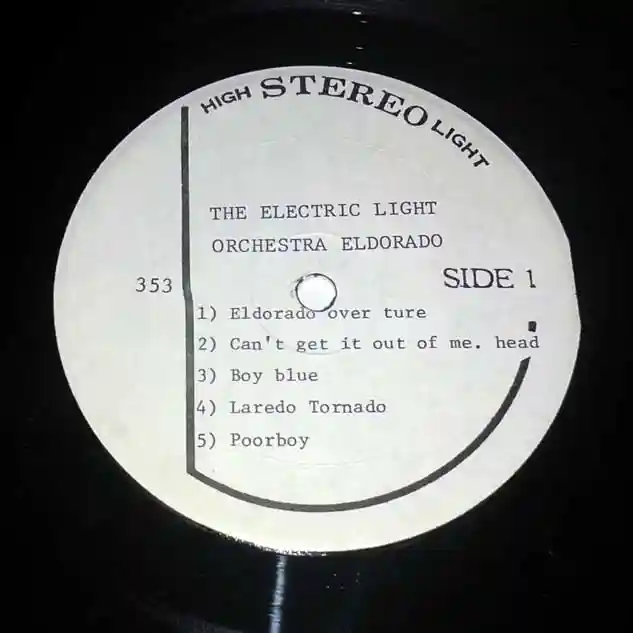 HIGH STEREO LIGHT
THE ELECTRIC LIGHT
ORCHESTRA ELDORADO
353
SIDE 1
1) Eldorado over ture
2) Can't get it out of me. head
3) Boy blue
4) Laredo Tornado
5) Poorboy